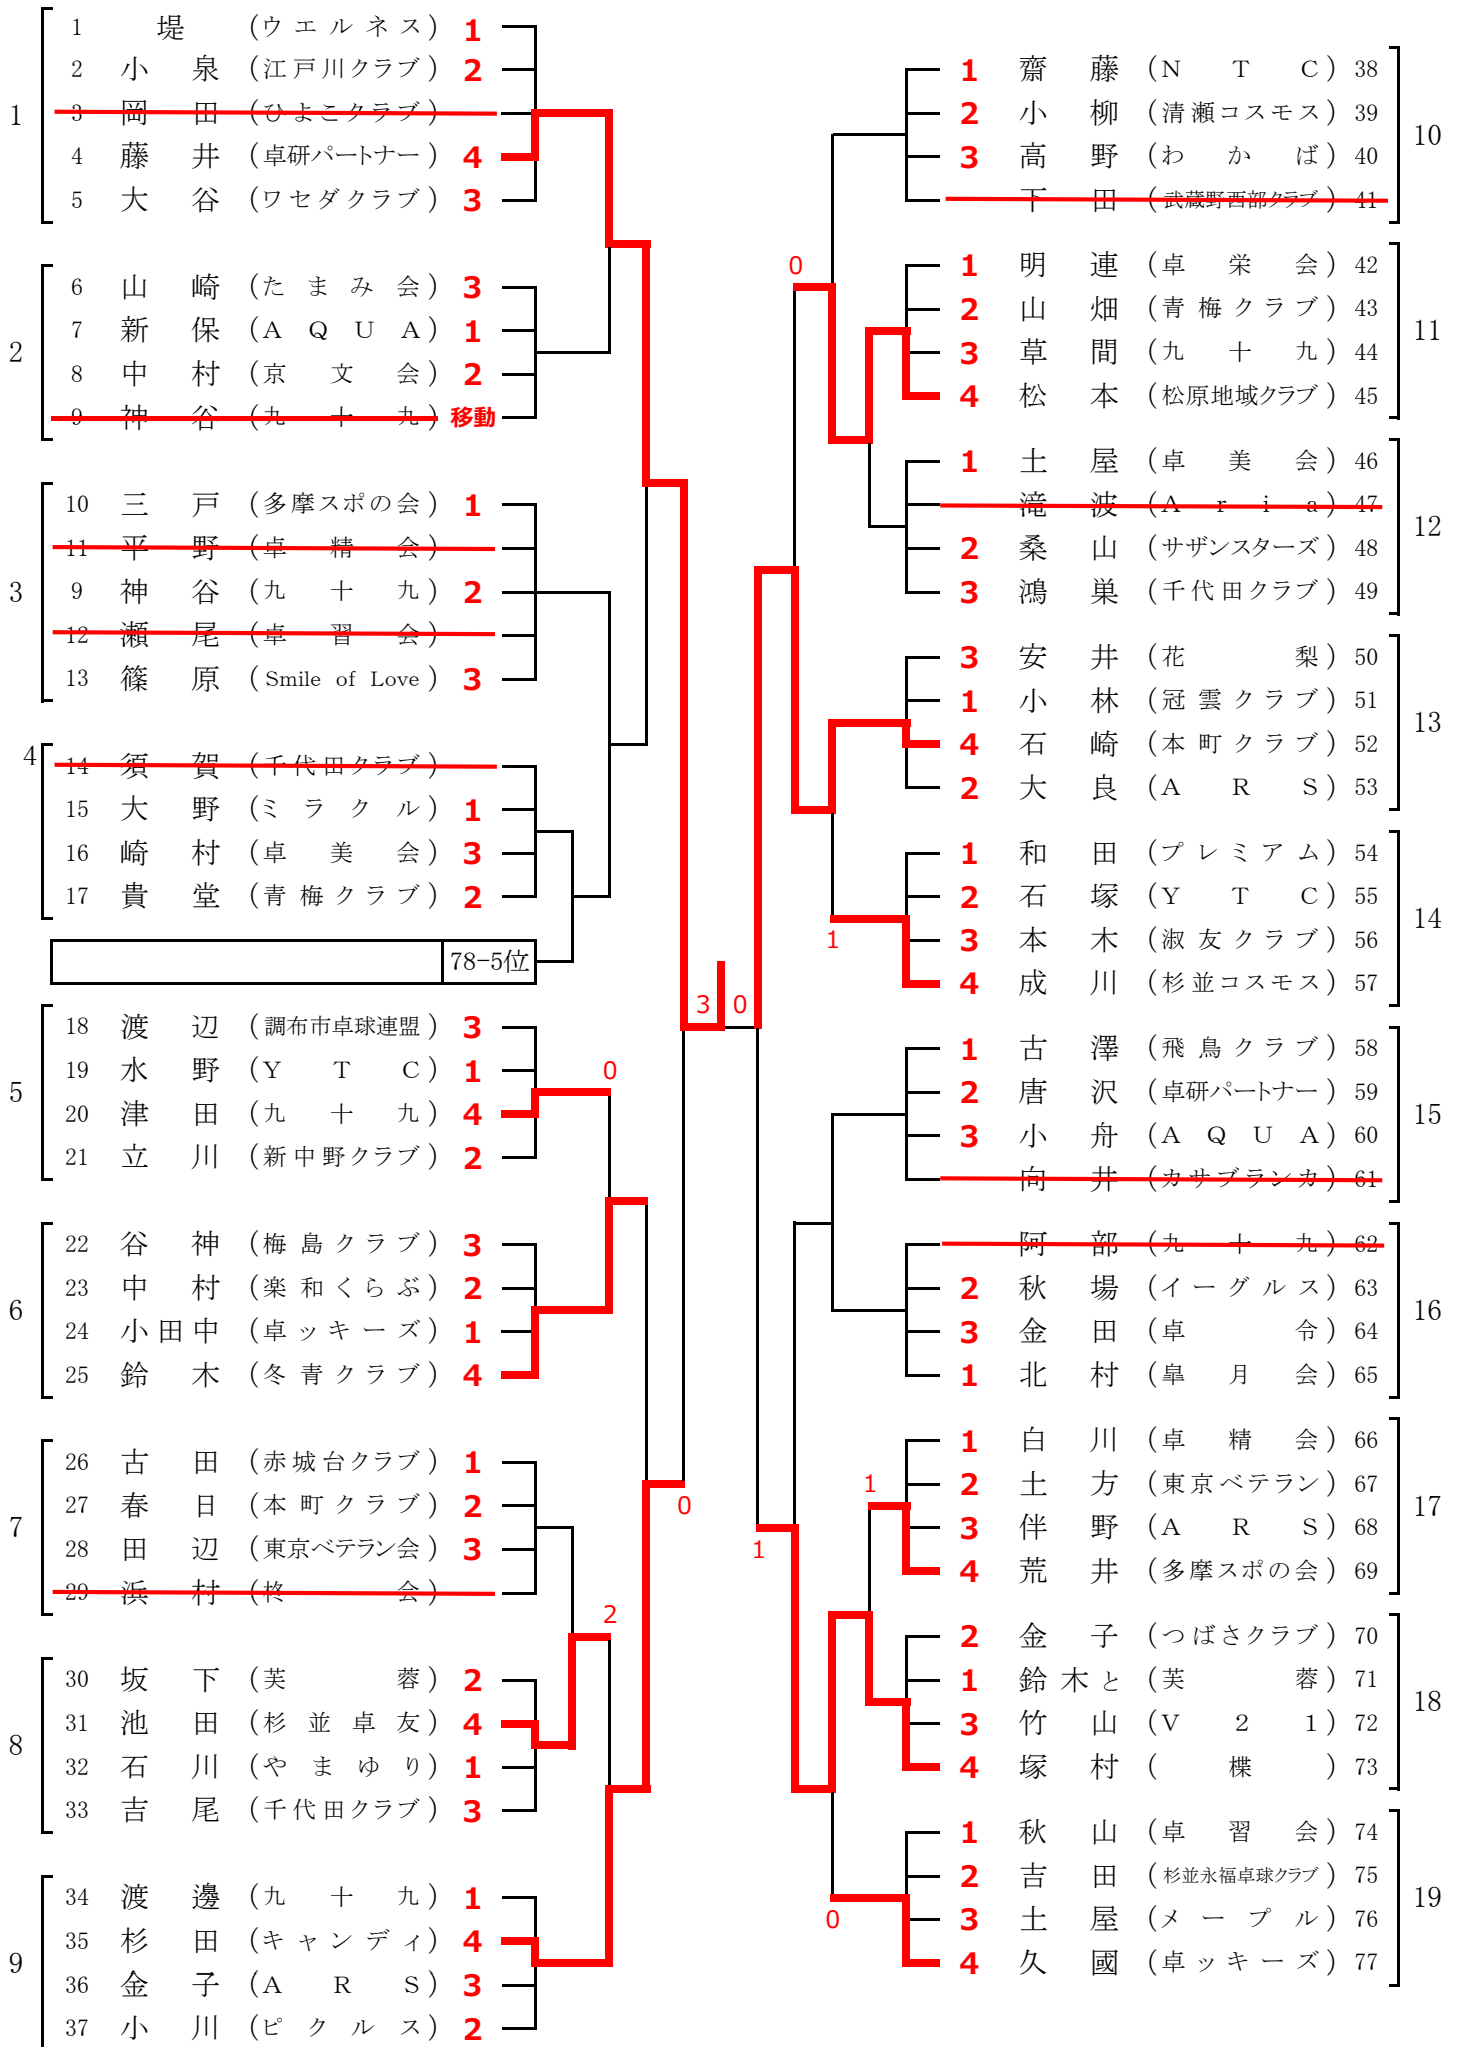 1
1 堤 (ウエルネス) 1
2 小泉 (江戸川クラブ) 2
3 岡田 (ひよこクラブ)
4 藤井 (卓研パートナー) 4
5 大谷 (ワセダクラブ) 3
2
6 山崎 (たまみ会) 3
7 新保 (AQUA) 1
8 中村 (京文会) 2
9 神谷 (九十九) 移動
3
10 三戸 (多摩スポの会) 1
11 平野 (卓精会)
9 神谷 (九十九) 2
12 瀬尾 (卓習会)
13 篠原 (Smile of Love) 3
4
14 須賀 (千代田クラブ)
15 大野 (ミラクル) 1
16 崎村 (卓美会) 3
17 貴堂 (青梅クラブ) 2
78-5位
5
18 渡辺 (調布市卓球連盟) 3
19 水野 (YTC) 1
20 津田 (九十九) 4
21 立川 (新中野クラブ) 2
0
6
22 谷神 (梅島クラブ) 3
23 中村 (楽和くらぶ) 2
24 小田中 (卓ッキーズ) 1
25 鈴木 (冬青クラブ) 4
7
26 古田 (赤城台クラブ) 1
27 春日 (本町クラブ) 2
28 田辺 (東京ベテラン会) 3
29 浜村 (柊会)
2
8
30 坂下 (芙蓉) 2
31 池田 (杉並卓友) 4
32 石川 (やまゆり) 1
33 吉尾 (千代田クラブ) 3
9
34 渡邊 (九十九) 1
35 杉田 (キャンディ) 4
36 金子 (ARS) 3
37 小川 (ピクルス) 2
0
3 0
1
0
1 齋藤 (NTC) 38
2 小柳 (清瀬コスモス) 39
3 高野 (わかば) 40
下田 (武蔵野西部クラブ) 41
10
1 明連 (卓栄会) 42
2 山畑 (青梅クラブ) 43
3 草間 (九十九) 44
4 松本 (松原地域クラブ) 45
11
1 土屋 (卓美会) 46
滝波 (Aria) 47
2 桑山 (サザンスターズ) 48
3 鴻巣 (千代田クラブ) 49
12
3 安井 (花梨) 50
1 小林 (冠雲クラブ) 51
4 石崎 (本町クラブ) 52
2 大良 (ARS) 53
13
1 和田 (プレミアム) 54
2 石塚 (YTC) 55
3 本木 (淑友クラブ) 56
4 成川 (杉並コスモス) 57
14
1
1 古澤 (飛鳥クラブ) 58
2 唐沢 (卓研パートナー) 59
3 小舟 (AQUA) 60
向井 (カサブランカ) 61
15
阿部 (九十九) 62
2 秋場 (イーグルス) 63
3 金田 (卓令) 64
1 北村 (皐月会) 65
16
1 白川 (卓精会) 66
2 土方 (東京ベテラン) 67
3 伴野 (ARS) 68
4 荒井 (多摩スポの会) 69
17
1
2 金子 (つばさクラブ) 70
1 鈴木と (芙蓉) 71
3 竹山 (V21) 72
4 塚村 (楪) 73
18
1 秋山 (卓習会) 74
2 吉田 (杉並永福卓球クラブ) 75
3 土屋 (メープル) 76
4 久國 (卓ッキーズ) 77
19
0